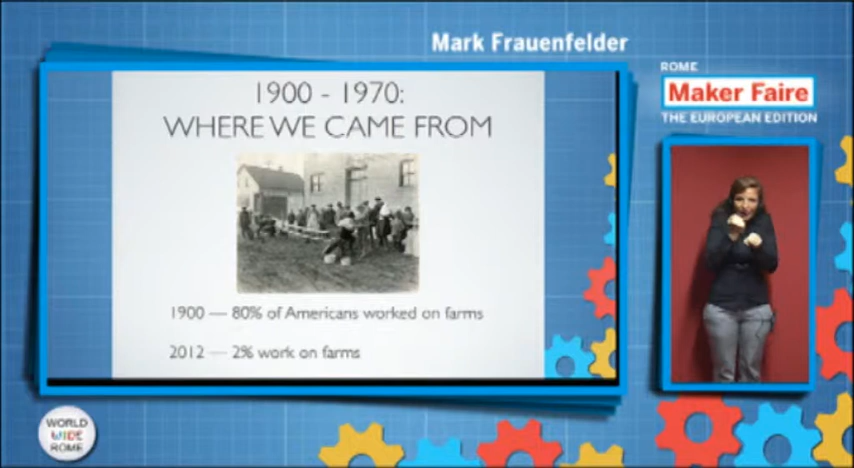 Mark Frauenfelder
ROME
Maker Faire
THE EUROPEAN EDITION
1900 - 1970:
WHERE WE CAME FROM
1900 — 80% of Americans worked on farms
2012 — 2% work on farms
WORLD
WIDE
ROME